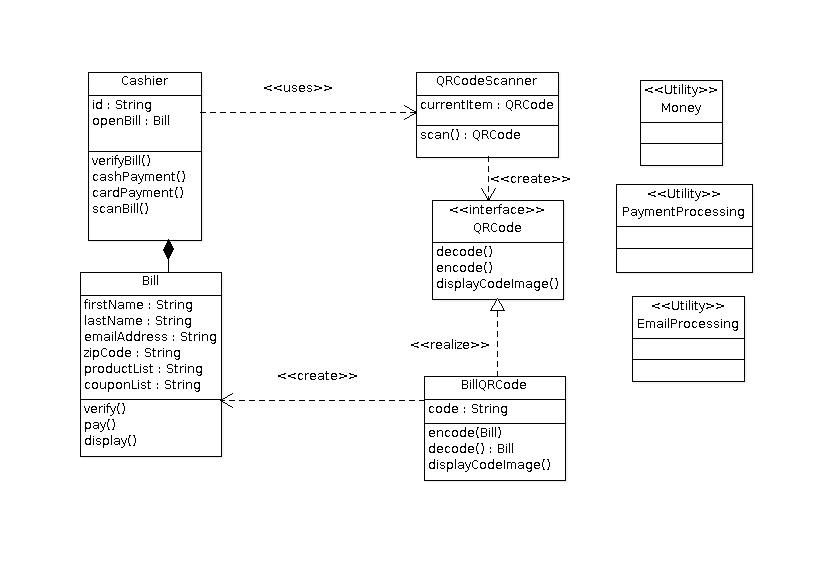 Cashier
id : String
openBill : Bill
verifyBill()
cashPayment()
cardPayment()
scanBill()
<<uses>>
QRCodeScanner
currentItem : QRCode
scan() : QRCode
<<create>>
<<interface>>
QRCode
decode()
encode()
displayCodeImage()
<<realize>>
Bill
firstName : String
lastName : String
emailAddress : String
zipCode : String
productList : String
couponList : String
verify()
pay()
display()
<<create>>
BillQRCode
code : String
encode(Bill)
decode() : Bill
displayCodeImage()
<<Utility>>
Money
<<Utility>>
PaymentProcessing
<<Utility>>
EmailProcessing